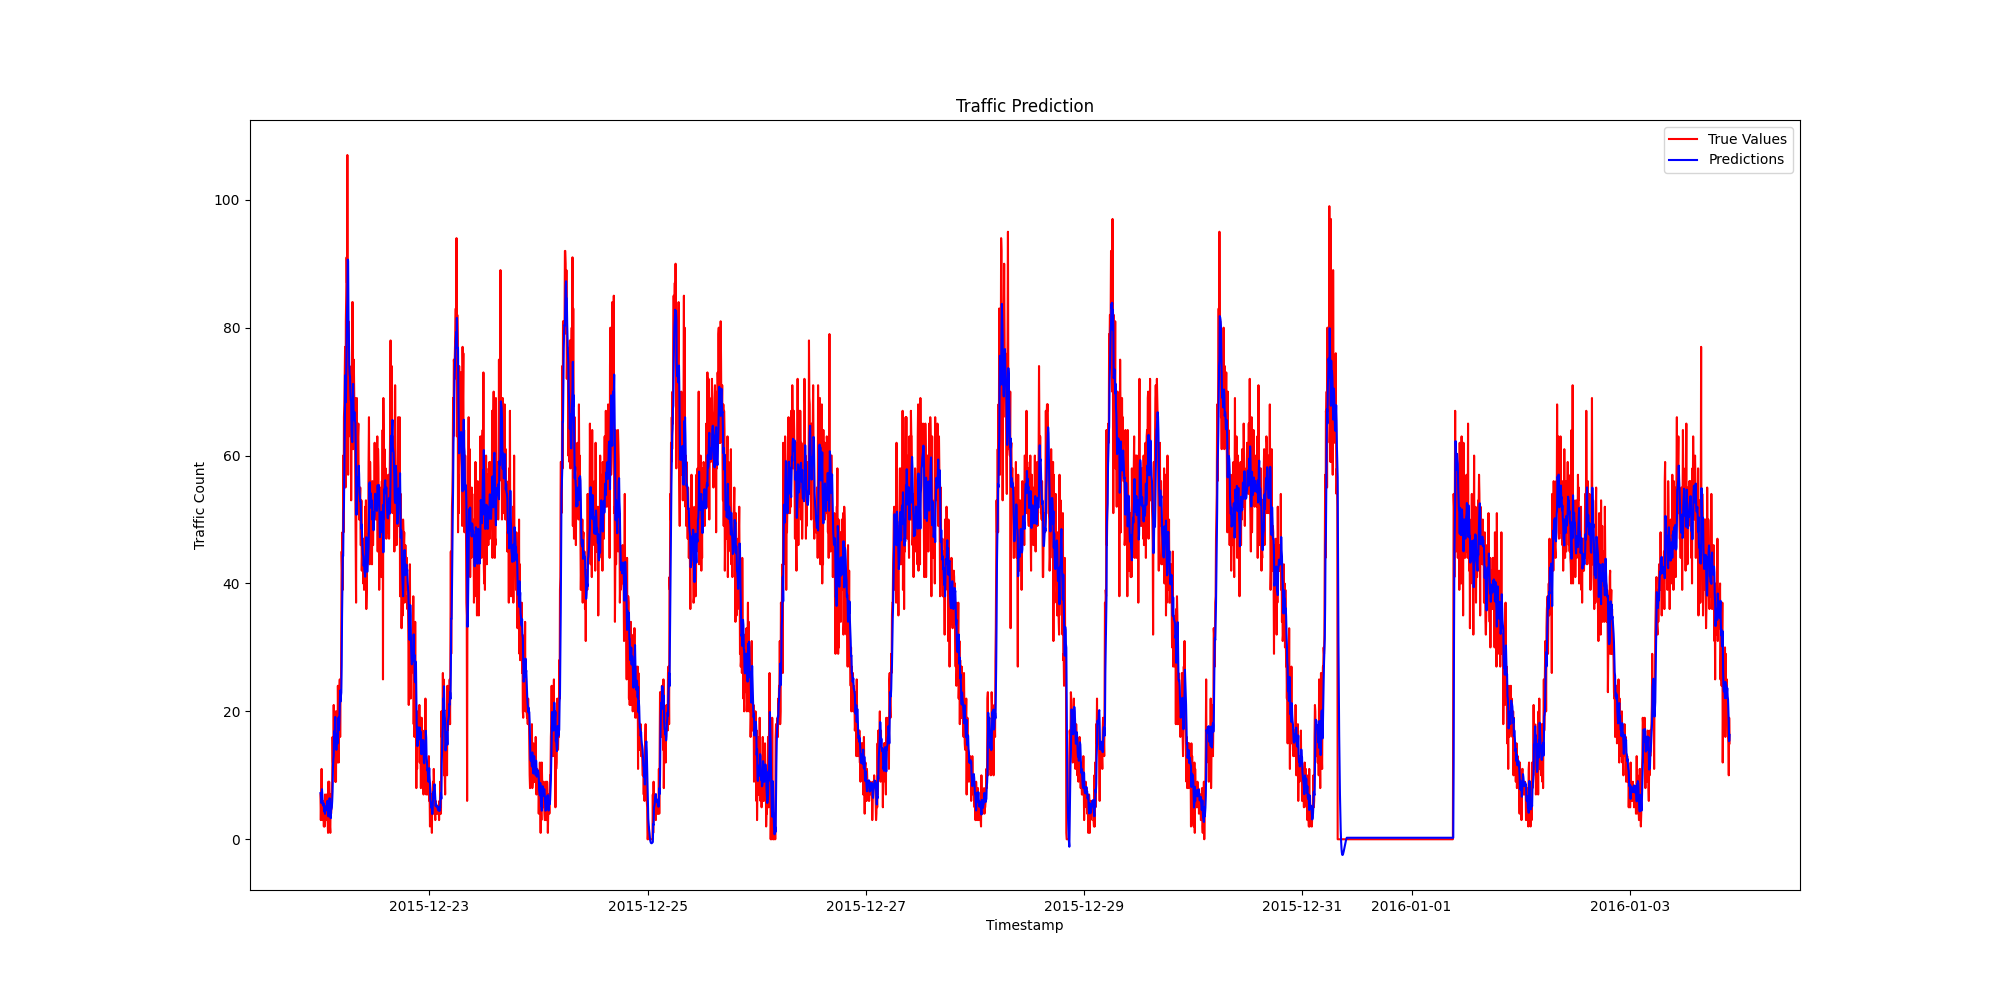 Traffic Prediction
True Values
Predictions
Traffic Count
100
80
60
40
20
0
2015-12-23
2015-12-25
2015-12-27
2015-12-29
2015-12-31
2016-01-01
2016-01-03
Timestamp